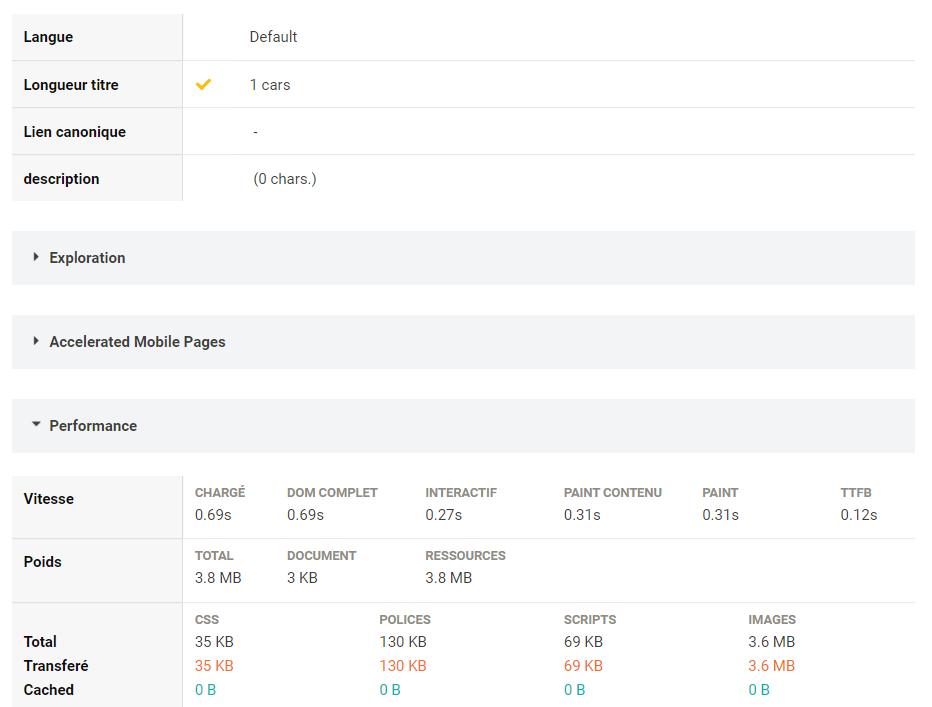 Langue Default
Longueur titre 1 cars
Lien canonique -
description (0 chars.)
Exploration
Accelerated Mobile Pages
Performance
Vitesse CHARGÉ DOM COMPLET INTERACTIF PAINT CONTENU PAINT TTFB
0.69s 0.69s 0.27s 0.31s 0.31s 0.12s
Poids TOTAL DOCUMENT RESSOURCES
3.8 MB 3 KB 3.8 MB
CSS POLICES SCRIPTS IMAGES
Total 35 KB 130 KB 69 KB 3.6 MB
Transferé 35 KB 130 KB 69 KB 3.6 MB
Cached 0 B 0 B 0 B 0 B